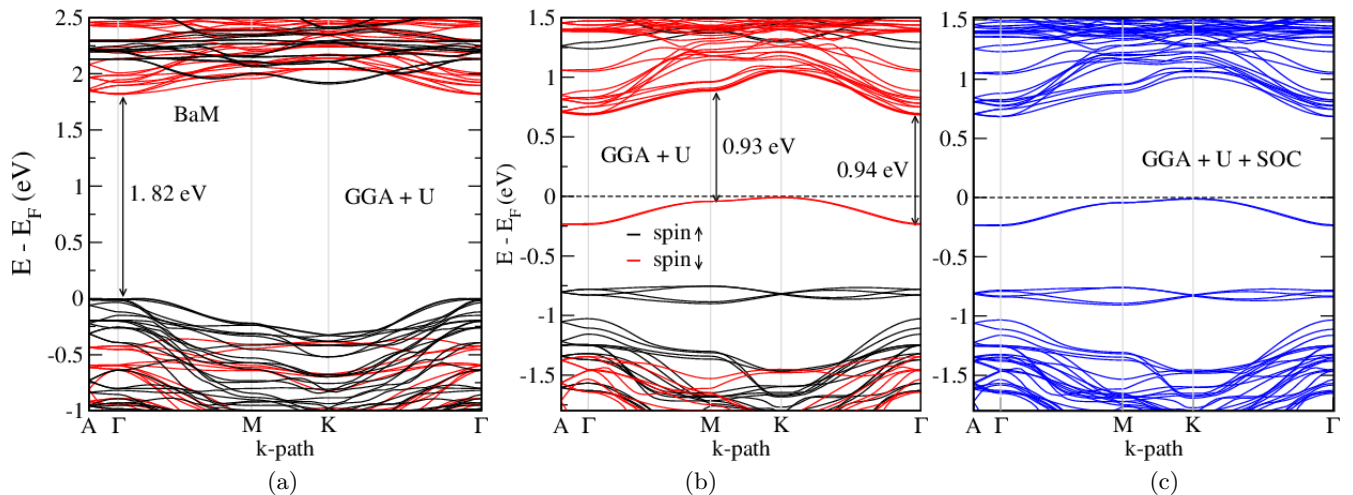 E - E_F (eV)
2.5
2
1.5
1
0.5
0
-0.5
-1
BaM
1. 82 eV
GGA + U
A Γ M K Γ
k-path
(a)
E - E_F (eV)
1.5
1
0.5
0
-0.5
-1
-1.5
GGA + U
0.93 eV
0.94 eV
spin↑
spin↓
A Γ M K Γ
k-path
(b)
1.5
1
0.5
0
-0.5
-1
-1.5
GGA + U + SOC
A Γ M K Γ
k-path
(c)